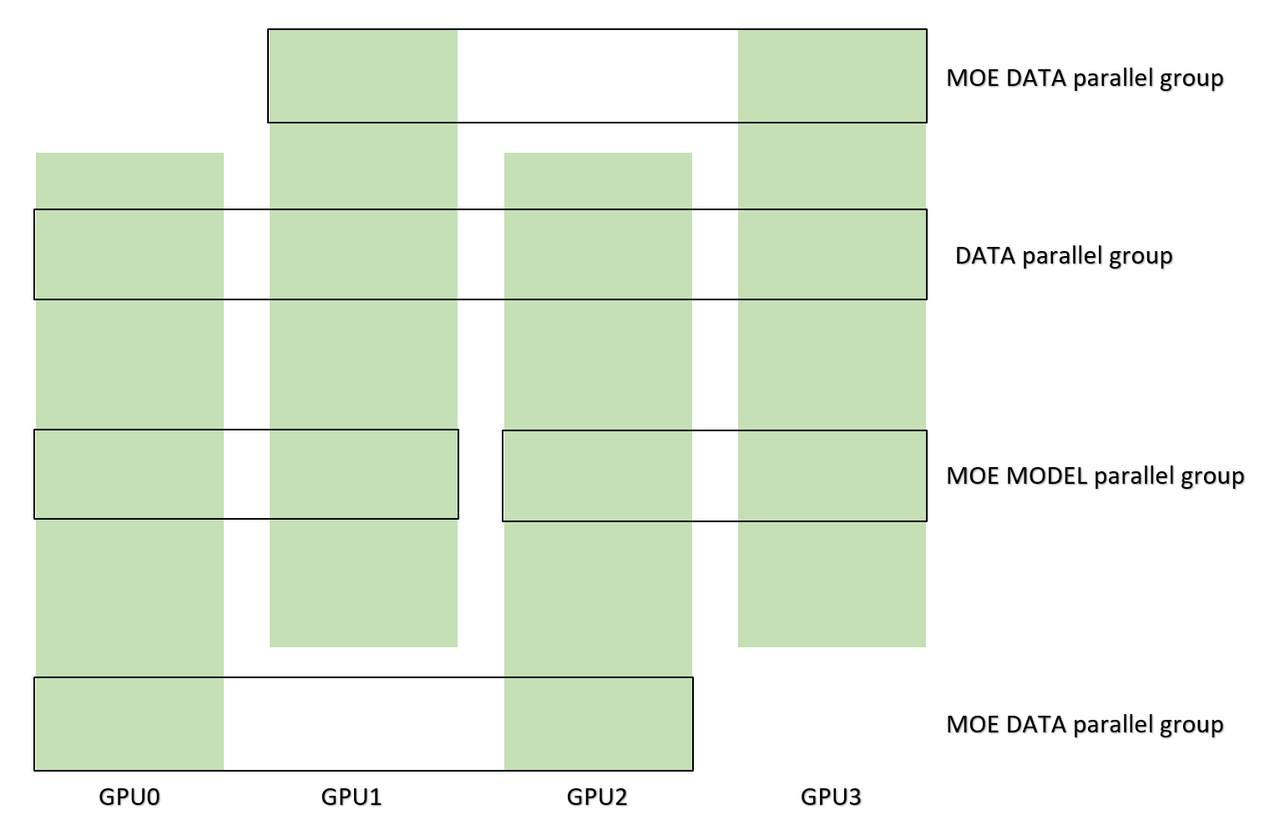 MOE DATA parallel group
DATA parallel group
MOE MODEL parallel group
MOE DATA parallel group
GPU0
GPU1
GPU2
GPU3